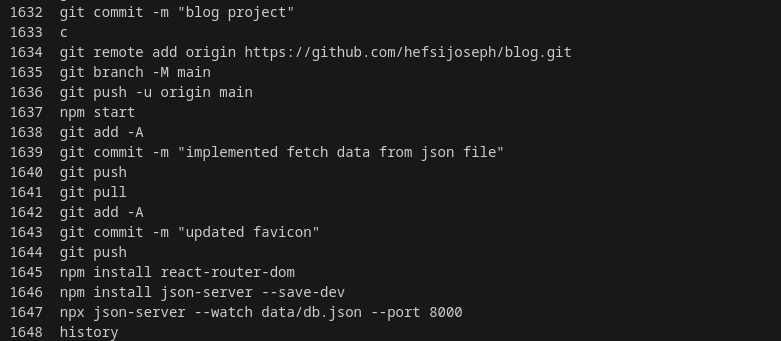 1632 git commit -m "blog project"
1633 c
1634 git remote add origin https://github.com/hefsijoseph/blog.git
1635 git branch -M main
1636 git push -u origin main
1637 npm start
1638 git add -A
1639 git commit -m "implemented fetch data from json file"
1640 git push
1641 git pull
1642 git add -A
1643 git commit -m "updated favicon"
1644 git push
1645 npm install react-router-dom
1646 npm install json-server --save-dev
1647 npx json-server --watch data/db.json --port 8000
1648 history